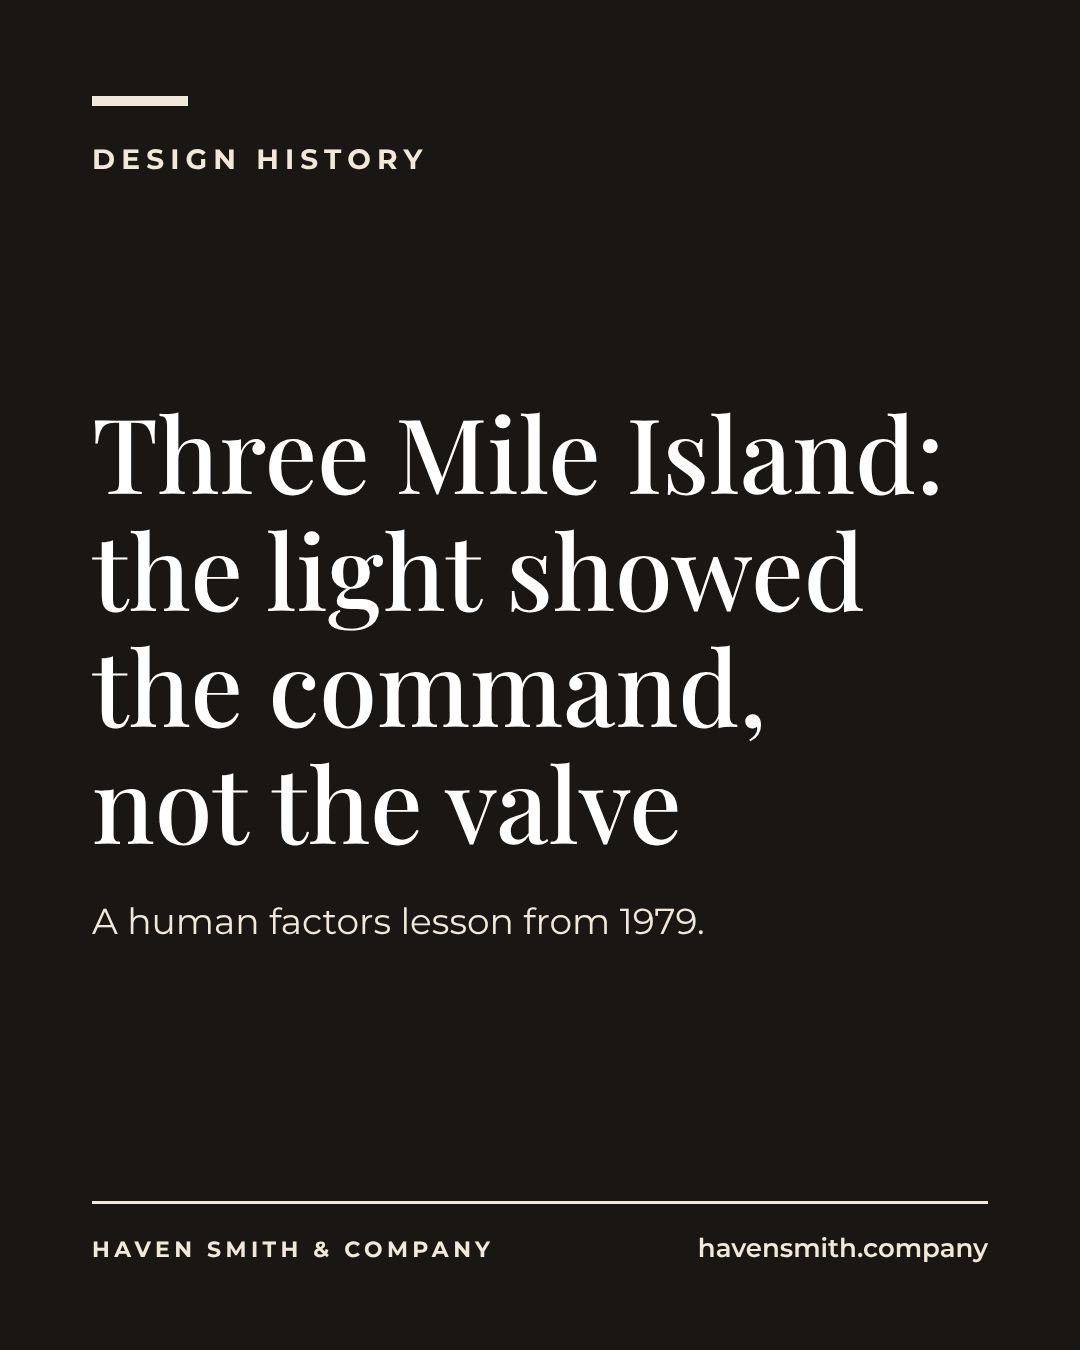 DESIGN HISTORY
Three Mile Island:
the light showed
the command,
not the valve
A human factors lesson from 1979.
HAVEN SMITH & COMPANY
havensmith.company